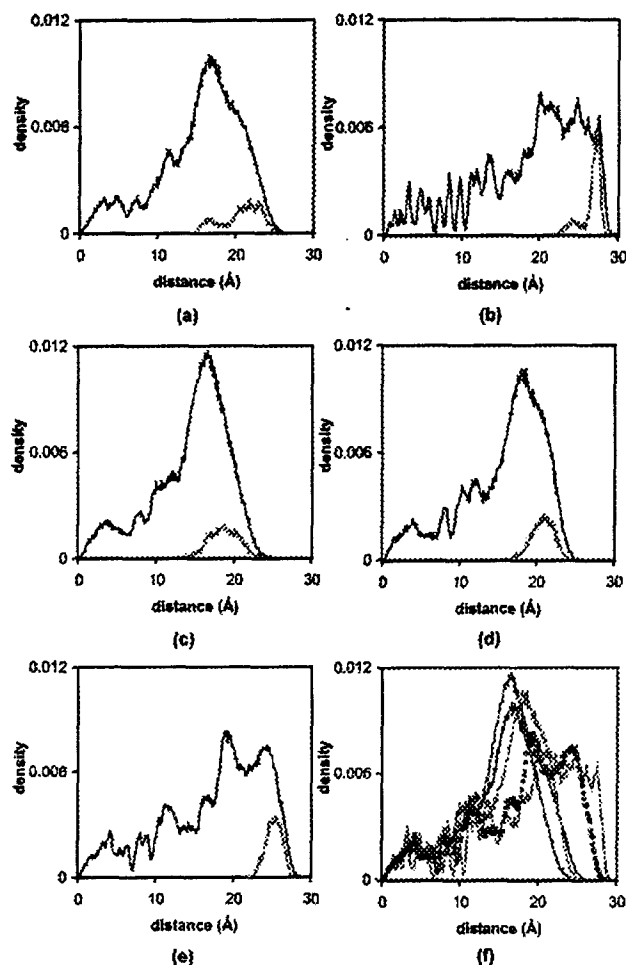 0.012 0.012
density 0.006 density 0.006
0 0
0 10 20 30 0 10 20 30
distance (Å) distance (Å)
(a) (b)
0.012 0.012
density 0.006 density 0.006
0 0
0 10 20 30 0 10 20 30
distance (Å) distance (Å)
(c) (d)
0.012 0.012
density 0.006 density 0.006
0 0
0 10 20 30 0 10 20 30
distance (Å) distance (Å)
(e) (f)